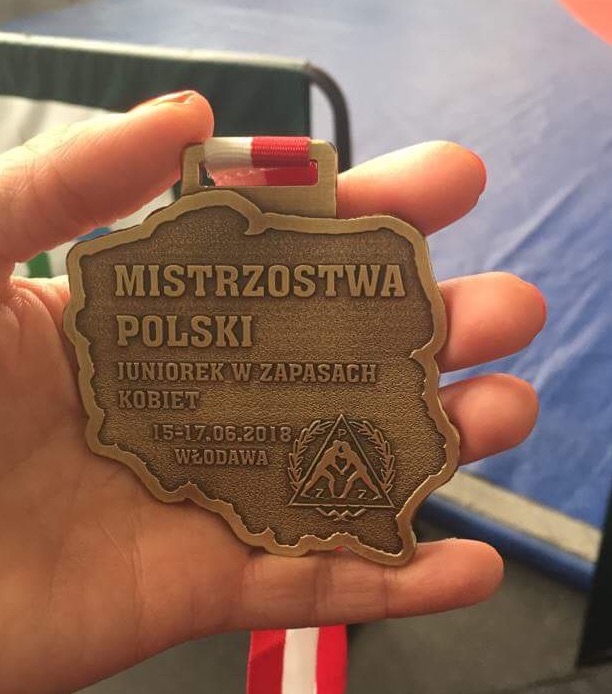 MISTRZOSTWA
POLSKI
JUNIOREK W ZAPASACH
KOBIET
15-17.06.2018
WŁODAWA
P
Z Z